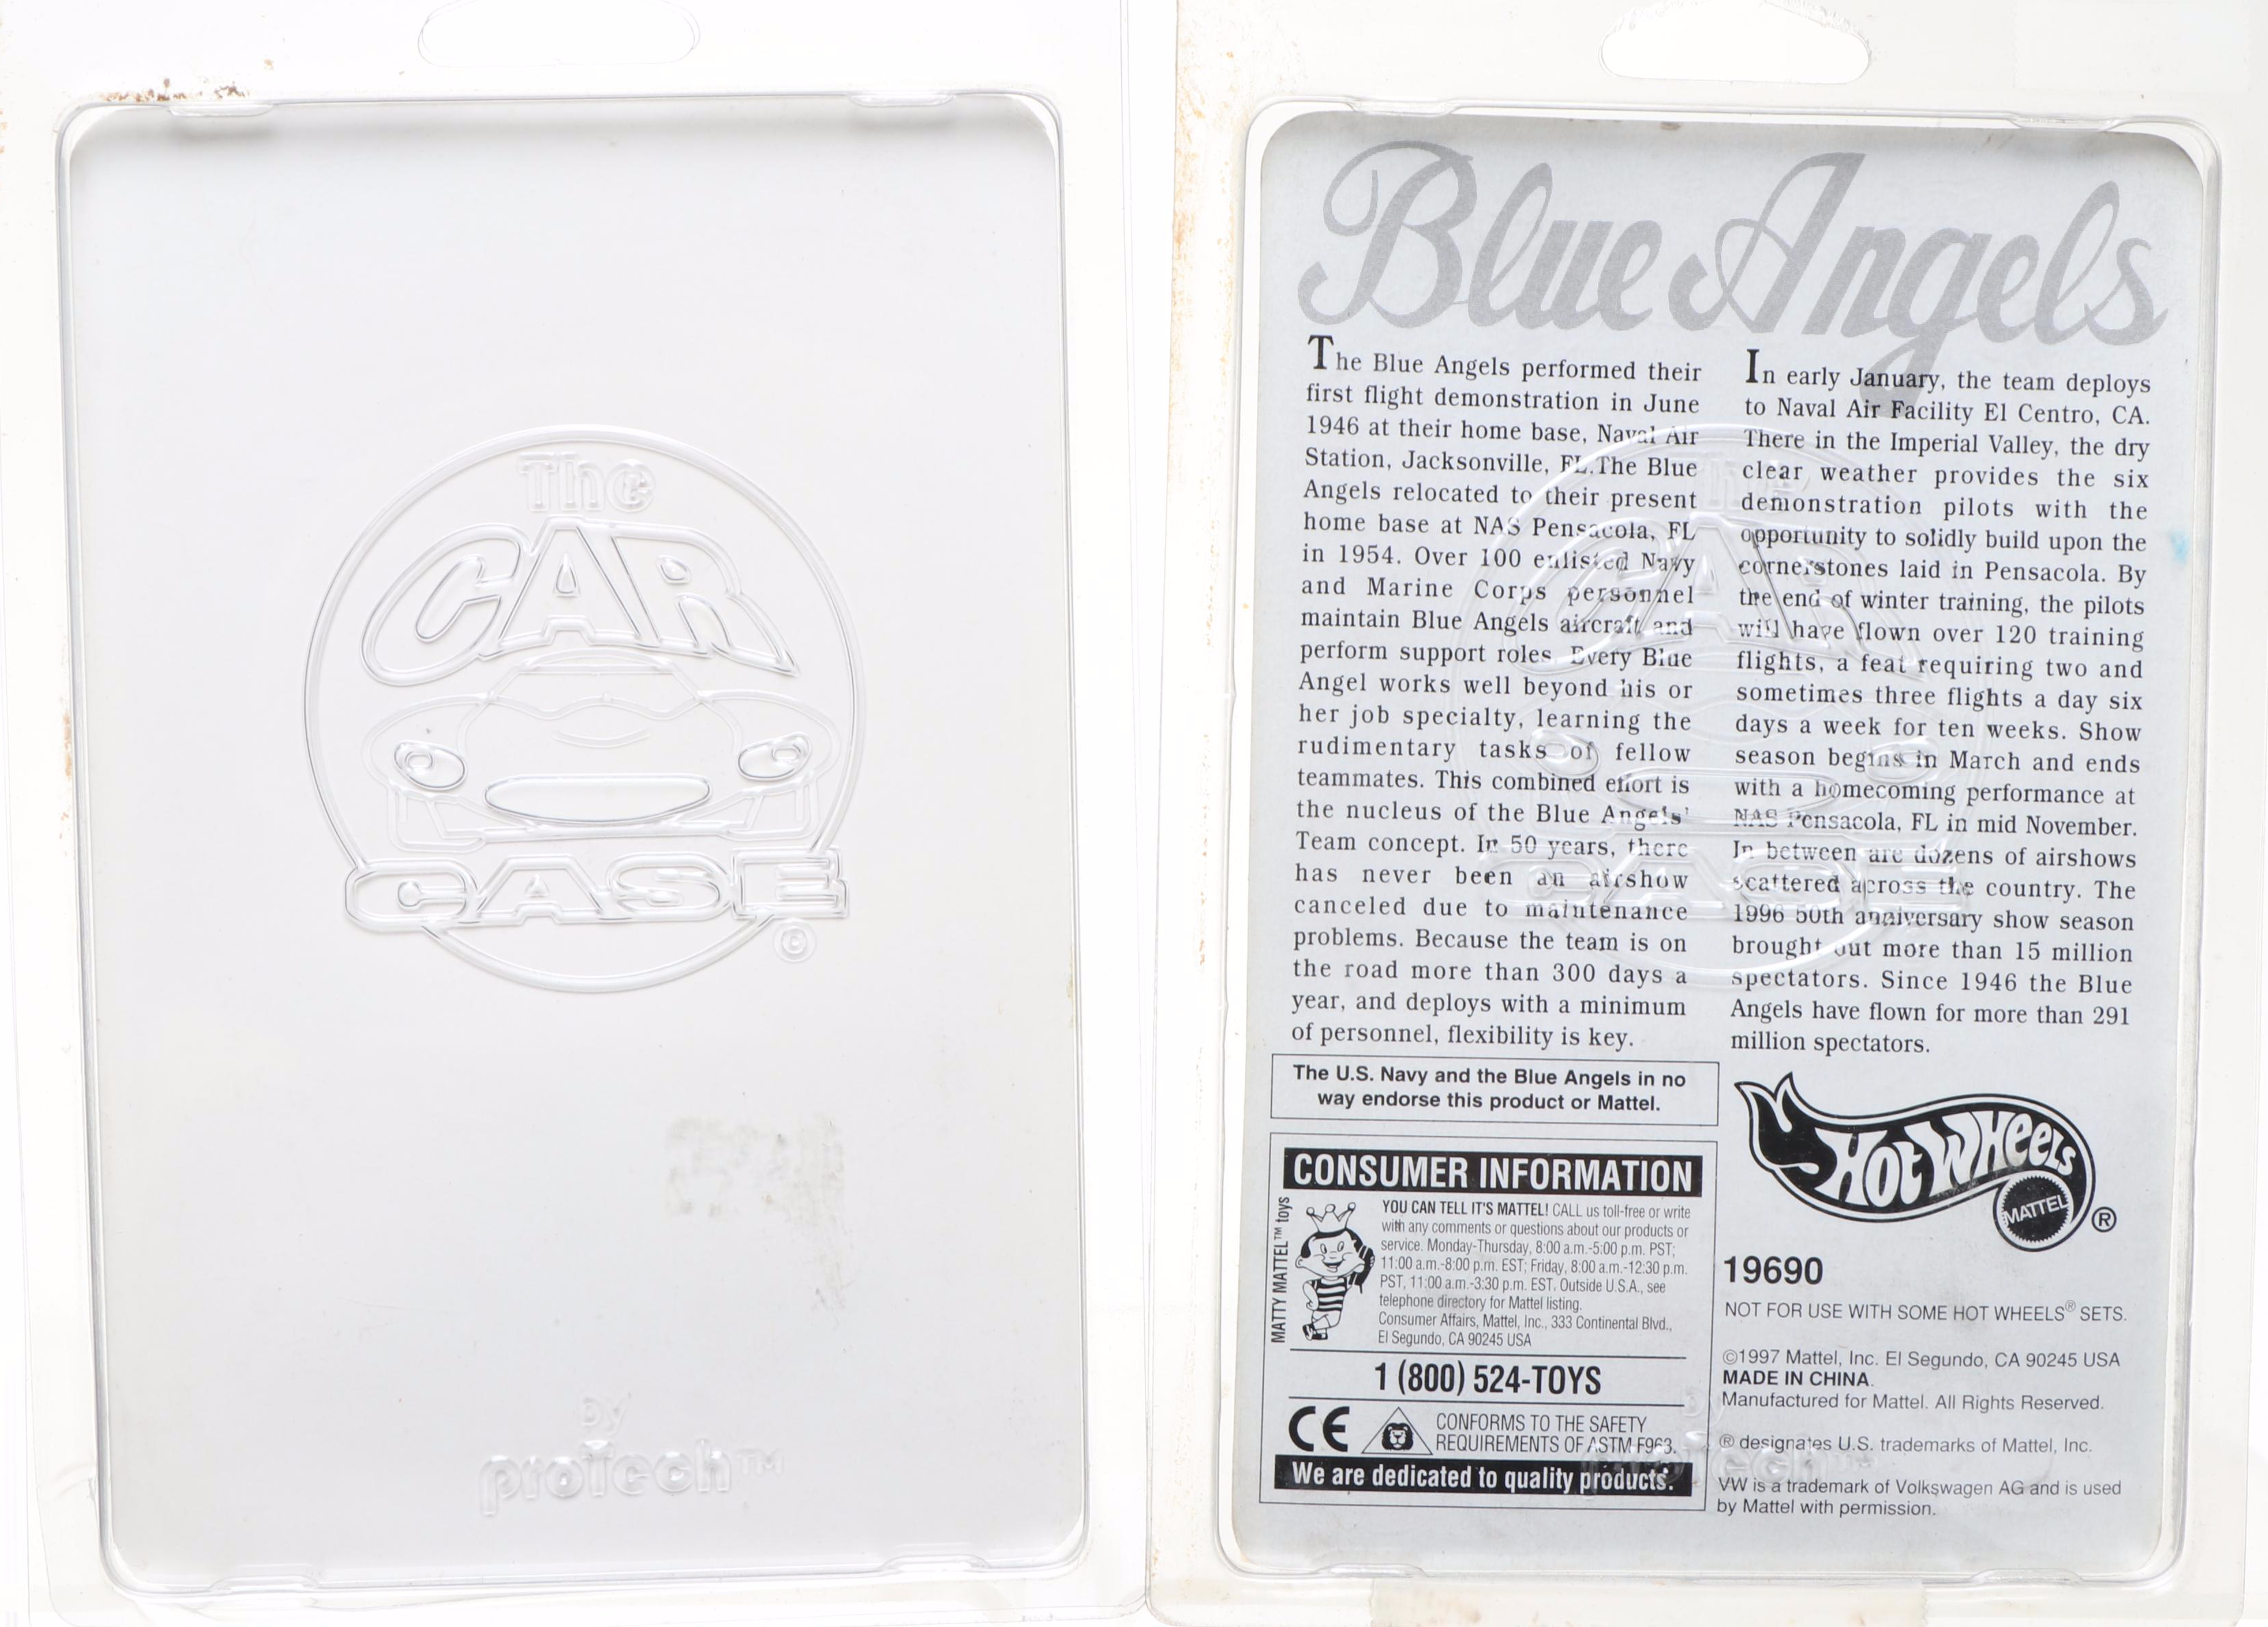 The
CAR
CASE
©
by
proTech™
Blue Angels
The Blue Angels performed their
first flight demonstration in June
1946 at their home base, Naval Air
Station, Jacksonville, FL.The Blue
Angels relocated to their present
home base at NAS Pensacola, FL
in 1954. Over 100 enlisted Navy
and Marine Corps personnel
maintain Blue Angels aircraft and
perform support roles. Every Blue
Angel works well beyond his or
her job specialty, learning the
rudimentary tasks of fellow
teammates. This combined effort is
the nucleus of the Blue Angels'
Team concept. In 50 years, there
has never been an airshow
canceled due to maintenance
problems. Because the team is on
the road more than 300 days a
year, and deploys with a minimum
of personnel, flexibility is key.
In early January, the team deploys
to Naval Air Facility El Centro, CA.
There in the Imperial Valley, the dry
clear weather provides the six
demonstration pilots with the
opportunity to solidly build upon the
cornerstones laid in Pensacola. By
the end of winter training, the pilots
will have flown over 120 training
flights, a feat requiring two and
sometimes three flights a day six
days a week for ten weeks. Show
season begins in March and ends
with a homecoming performance at
NAS Pensacola, FL in mid November.
In between are dozens of airshows
scattered across the country. The
1996 50th anniversary show season
brought out more than 15 million
spectators. Since 1946 the Blue
Angels have flown for more than 291
million spectators.
The U.S. Navy and the Blue Angels in no
way endorse this product or Mattel.
CONSUMER INFORMATION
MATTY MATTEL™ toys
YOU CAN TELL IT'S MATTEL! CALL us toll-free or write
with any comments or questions about our products or
service. Monday-Thursday, 8:00 a.m.-5:00 p.m. PST;
11:00 a.m.-8:00 p.m. EST; Friday, 8:00 a.m.-12:30 p.m.
PST, 11:00 a.m.-3:30 p.m. EST. Outside U.S.A., see
telephone directory for Mattel listing.
Consumer Affairs, Mattel, Inc., 333 Continental Blvd.,
El Segundo, CA 90245 USA
1 (800) 524-TOYS
CE
CONFORMS TO THE SAFETY
REQUIREMENTS OF ASTM F963.
We are dedicated to quality products.
Hot Wheels
MATTEL
®
19690
NOT FOR USE WITH SOME HOT WHEELS® SETS.
©1997 Mattel, Inc. El Segundo, CA 90245 USA
MADE IN CHINA.
Manufactured for Mattel. All Rights Reserved.
® designates U.S. trademarks of Mattel, Inc.
VW is a trademark of Volkswagen AG and is used
by Mattel with permission.
The
CAR
CASE
by
proTech™